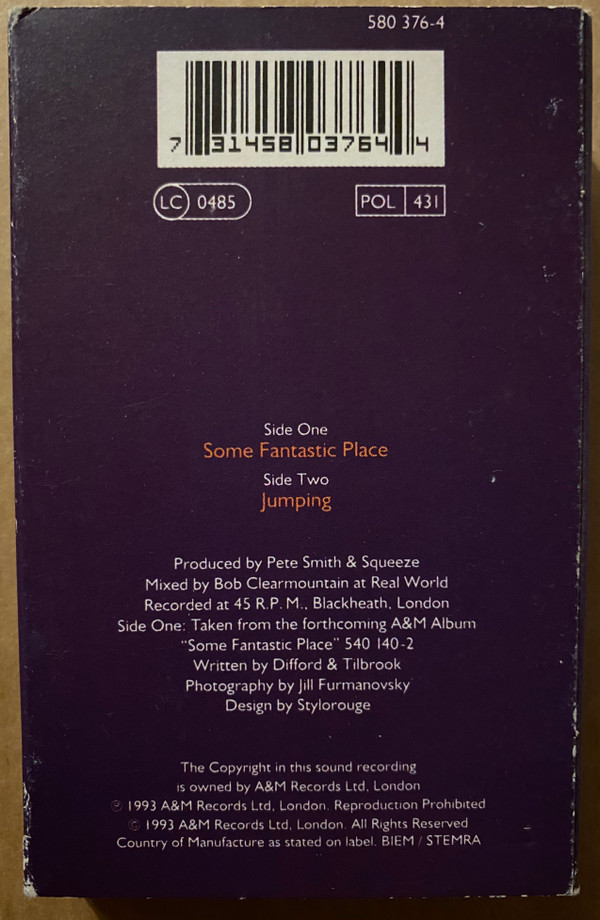 580 376-4
7 31458 03764 4
LC 0485
POL 431
Side One
Some Fantastic Place
Side Two
Jumping
Produced by Pete Smith & Squeeze
Mixed by Bob Clearmountain at Real World
Recorded at 45 R.P.M., Blackheath, London
Side One: Taken from the forthcoming A&M Album
"Some Fantastic Place" 540 140-2
Written by Difford & Tilbrook
Photography by Jill Furmanovsky
Design by Stylorouge
The Copyright in this sound recording
is owned by A&M Records Ltd, London
℗ 1993 A&M Records Ltd, London. Reproduction Prohibited
© 1993 A&M Records Ltd, London. All Rights Reserved
Country of Manufacture as stated on label. BIEM / STEMRA